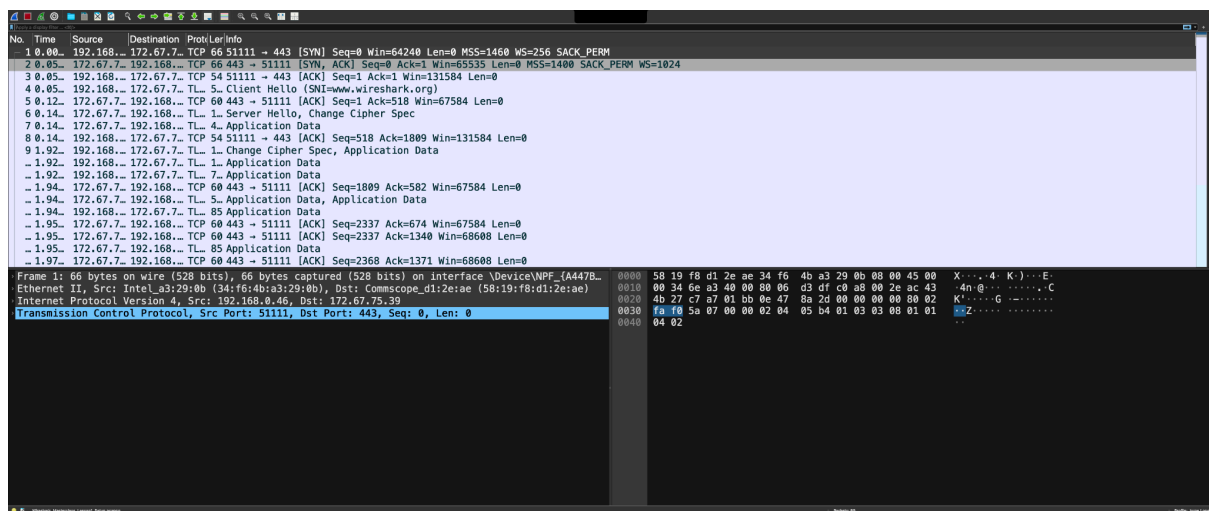 No. Time Source Destination Protc Ler Info
1 0.00… 192.168.… 172.67.7… TCP 66 51111 → 443 [SYN] Seq=0 Win=64240 Len=0 MSS=1460 WS=256 SACK_PERM
2 0.05… 172.67.7… 192.168.… TCP 66 443 → 51111 [SYN, ACK] Seq=0 Ack=1 Win=65535 Len=0 MSS=1400 SACK_PERM WS=1024
3 0.05… 192.168.… 172.67.7… TCP 54 51111 → 443 [ACK] Seq=1 Ack=1 Win=131584 Len=0
4 0.05… 192.168.… 172.67.7… TL… 5… Client Hello (SNI=www.wireshark.org)
5 0.12… 172.67.7… 192.168.… TCP 60 443 → 51111 [ACK] Seq=1 Ack=518 Win=67584 Len=0
6 0.14… 172.67.7… 192.168.… TL… 1… Server Hello, Change Cipher Spec
7 0.14… 172.67.7… 192.168.… TL… 4… Application Data
8 0.14… 192.168.… 172.67.7… TCP 54 51111 → 443 [ACK] Seq=518 Ack=1809 Win=131584 Len=0
9 1.92… 192.168.… 172.67.7… TL… 1… Change Cipher Spec, Application Data
… 1.92… 192.168.… 172.67.7… TL… 1… Application Data
… 1.92… 192.168.… 172.67.7… TL… 7… Application Data
… 1.94… 172.67.7… 192.168.… TCP 60 443 → 51111 [ACK] Seq=1809 Ack=582 Win=67584 Len=0
… 1.94… 172.67.7… 192.168.… TL… 5… Application Data, Application Data
… 1.94… 192.168.… 172.67.7… TL… 85 Application Data
… 1.95… 172.67.7… 192.168.… TCP 60 443 → 51111 [ACK] Seq=2337 Ack=674 Win=67584 Len=0
… 1.95… 172.67.7… 192.168.… TCP 60 443 → 51111 [ACK] Seq=2337 Ack=1340 Win=68608 Len=0
… 1.95… 172.67.7… 192.168.… TL… 85 Application Data
… 1.97… 172.67.7… 192.168.… TCP 60 443 → 51111 [ACK] Seq=2368 Ack=1371 Win=68608 Len=0
Frame 1: 66 bytes on wire (528 bits), 66 bytes captured (528 bits) on interface \Device\NPF_{A447B…
Ethernet II, Src: Intel_a3:29:0b (34:f6:4b:a3:29:0b), Dst: Commscope_d1:2e:ae (58:19:f8:d1:2e:ae)
Internet Protocol Version 4, Src: 192.168.0.46, Dst: 172.67.75.39
Transmission Control Protocol, Src Port: 51111, Dst Port: 443, Seq: 0, Len: 0
0000 58 19 f8 d1 2e ae 34 f6 4b a3 29 0b 08 00 45 00 X···.·4· K·)···E·
0010 00 34 6e a3 40 00 80 06 d3 df c0 a8 00 2e ac 43 ·4n·@··· ·····.·C
0020 4b 27 c7 a7 01 bb 0e 47 8a 2d 00 00 00 00 80 02 K'·····G ·-······
0030 fa f0 5a 07 00 00 02 04 05 b4 01 03 03 08 01 01 ··Z····· ········
0040 04 02 ··